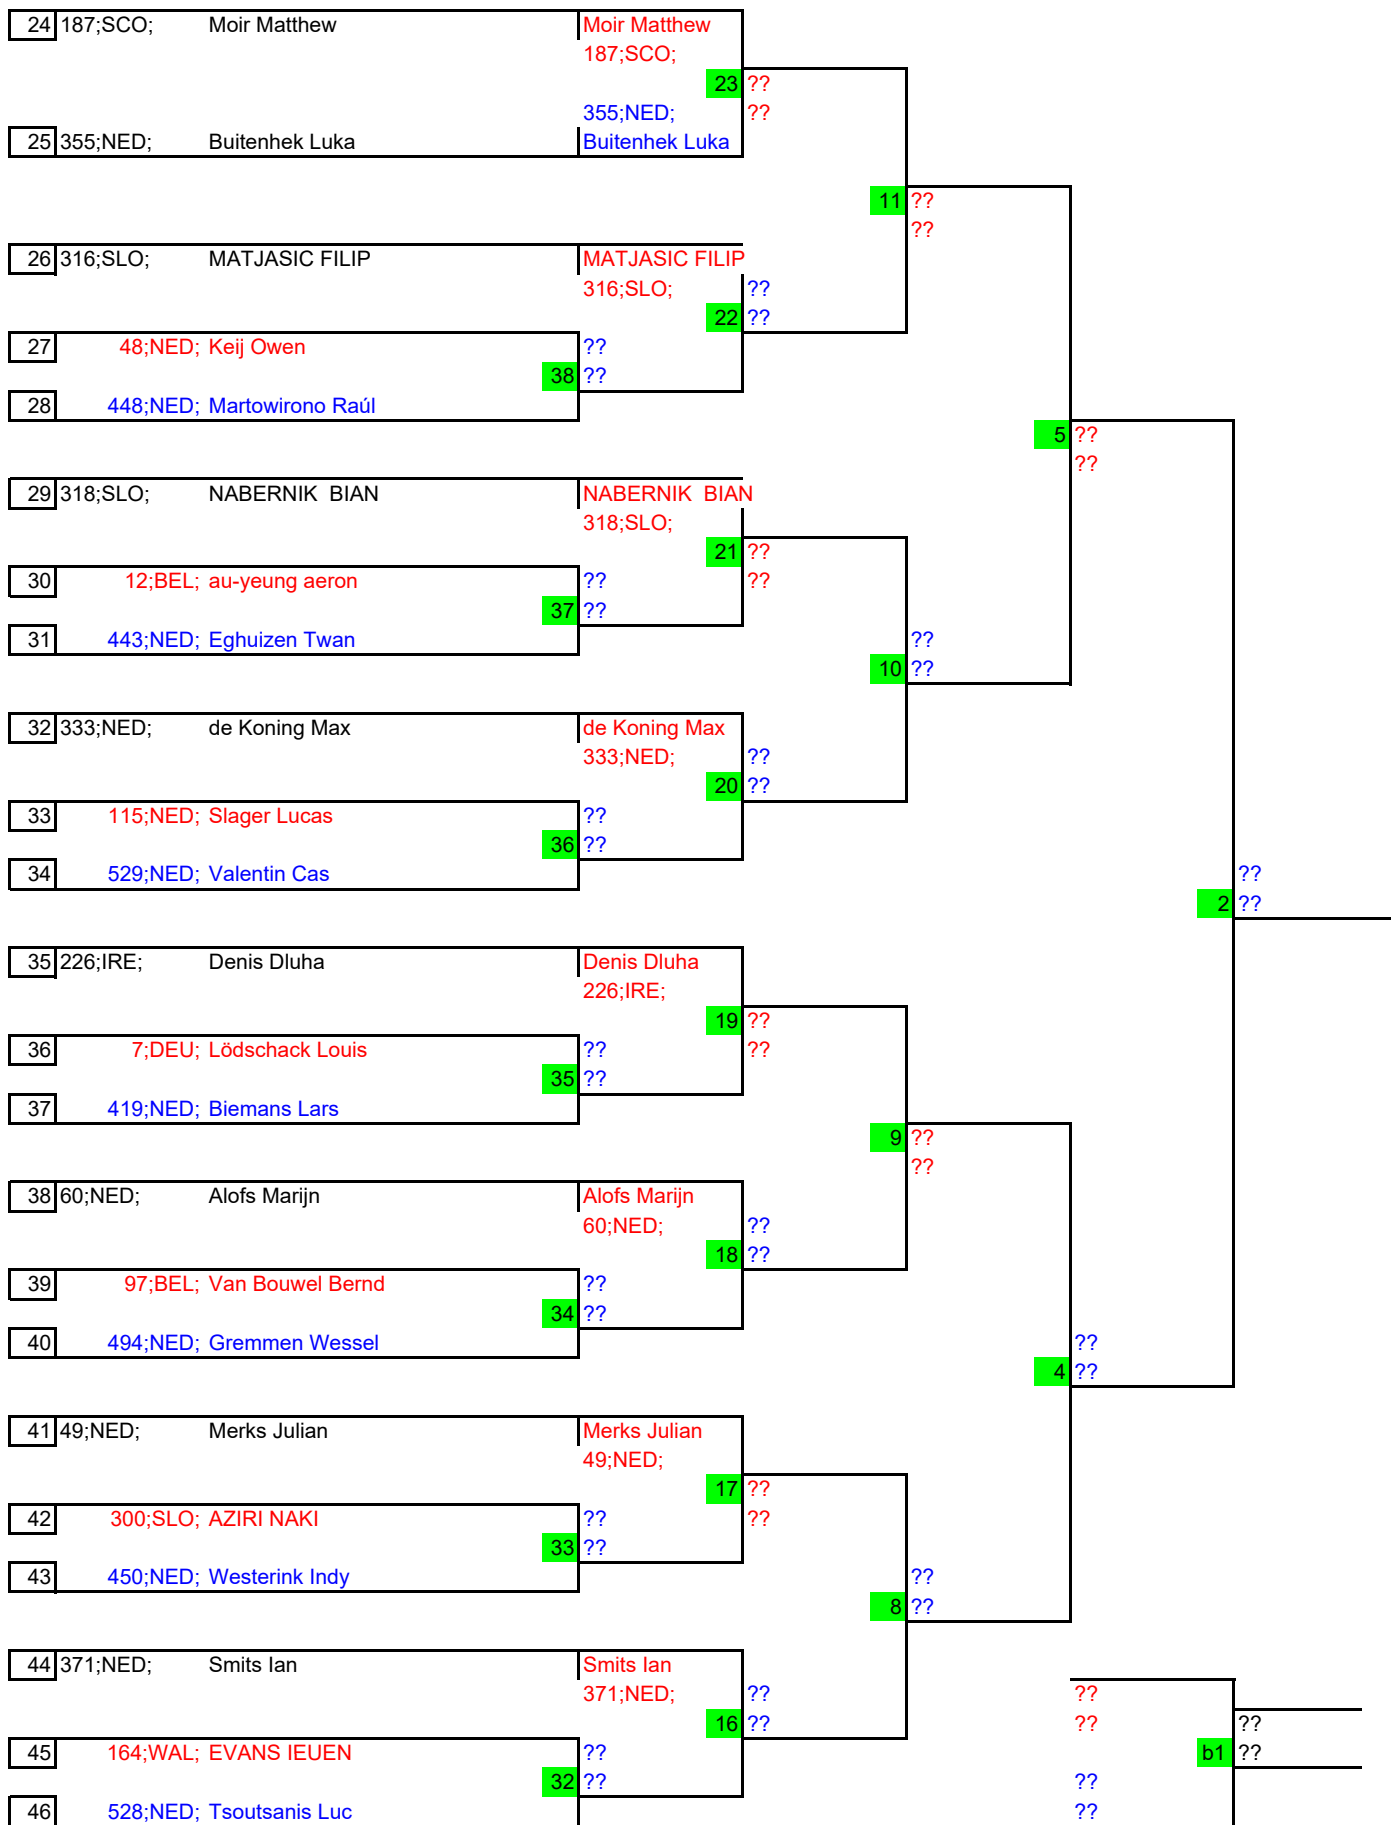 24 187;SCO; Moir Matthew Moir Matthew
187;SCO;
23 ??
355;NED; ??
25 355;NED; Buitenhek Luka Buitenhek Luka
11 ??
??
26 316;SLO; MATJASIC FILIP MATJASIC FILIP
316;SLO; ??
22 ??
27 48;NED; Keij Owen ??
38 ??
28 448;NED; Martowirono Raúl
5 ??
??
29 318;SLO; NABERNIK  BIAN NABERNIK  BIAN
318;SLO;
21 ??
30 12;BEL; au-yeung aeron ?? ??
37 ??
31 443;NED; Eghuizen Twan ??
10 ??
32 333;NED; de Koning Max de Koning Max
333;NED; ??
20 ??
33 115;NED; Slager Lucas ??
36 ??
34 529;NED; Valentin Cas ??
2 ??
35 226;IRE; Denis Dluha Denis Dluha
226;IRE;
19 ??
36 7;DEU; Lödschack Louis ?? ??
35 ??
37 419;NED; Biemans Lars
9 ??
??
38 60;NED; Alofs Marijn Alofs Marijn
60;NED; ??
18 ??
39 97;BEL; Van Bouwel Bernd ??
34 ??
40 494;NED; Gremmen Wessel ??
4 ??
41 49;NED; Merks Julian Merks Julian
49;NED;
17 ??
42 300;SLO; AZIRI NAKI ?? ??
33 ??
43 450;NED; Westerink Indy ??
8 ??
44 371;NED; Smits Ian Smits Ian
371;NED; ?? ??
16 ?? ?? ??
45 164;WAL; EVANS IEUEN ?? b1 ??
32 ?? ??
46 528;NED; Tsoutsanis Luc ??